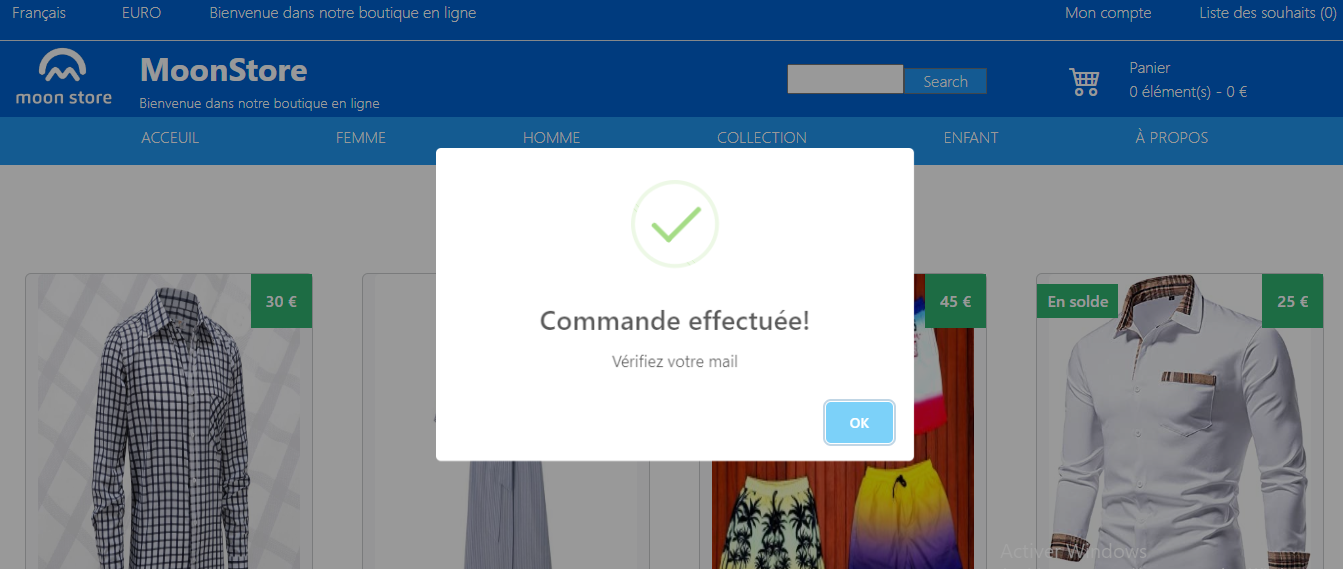 Français EURO Bienvenue dans notre boutique en ligne Mon compte Liste des souhaits (0)
moon store
MoonStore
Bienvenue dans notre boutique en ligne
Search
Panier
0 élément(s) - 0 €
ACCEUIL FEMME HOMME COLLECTION ENFANT À PROPOS
30 €
45 €
En solde
25 €
Commande effectuée!
Vérifiez votre mail
OK
Activer Windows